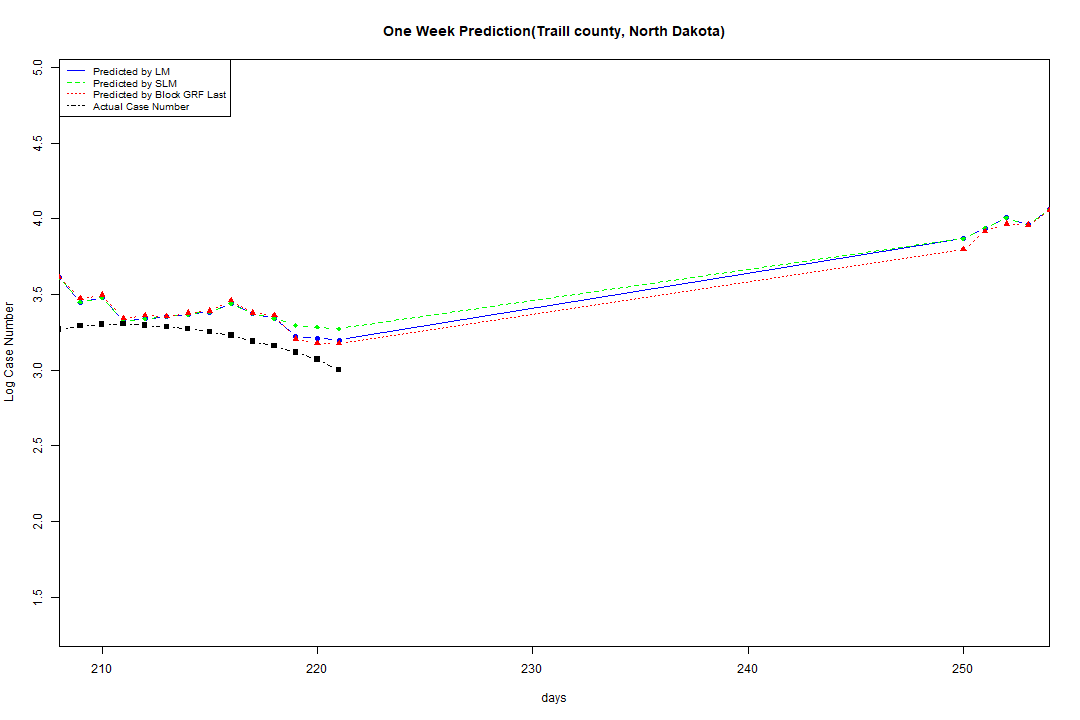 One Week Prediction(Traill county, North Dakota)
Predicted by LM
Predicted by SLM
Predicted by Block GRF Last
Actual Case Number
5.0
4.5
4.0
3.5
3.0
2.5
2.0
1.5
Log Case Number
210 220 230 240 250
days